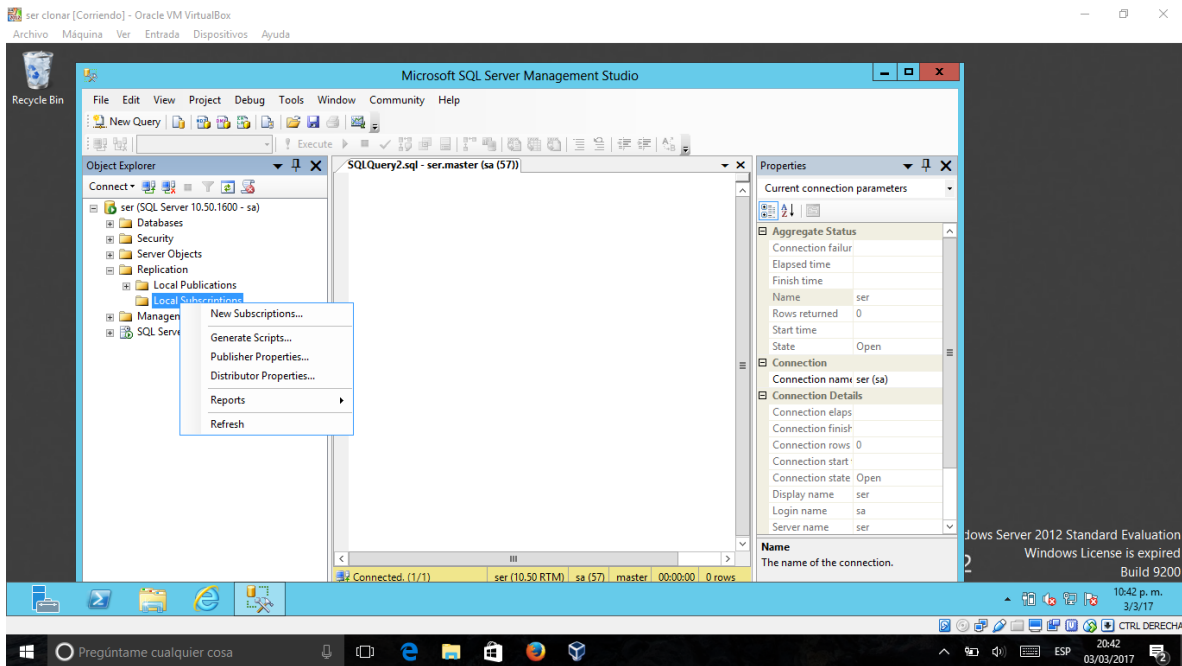 ser clonar [Corriendo] - Oracle VM VirtualBox
Archivo Máquina Ver Entrada Dispositivos Ayuda
Recycle Bin
Microsoft SQL Server Management Studio
File Edit View Project Debug Tools Window Community Help
New Query
Execute
Object Explorer
Connect
ser (SQL Server 10.50.1600 - sa)
Databases
Security
Server Objects
Replication
Local Publications
Local Subscriptions
Managen
SQL Serve
New Subscriptions...
Generate Scripts...
Publisher Properties...
Distributor Properties...
Reports
Refresh
SQLQuery2.sql - ser.master (sa (57))
Connected. (1/1) ser (10.50 RTM) sa (57) master 00:00:00 0 rows
Properties
Current connection parameters
Aggregate Status
Connection failur
Elapsed time
Finish time
Name ser
Rows returned 0
Start time
State Open
Connection
Connection name ser (sa)
Connection Details
Connection elaps
Connection finish
Connection rows 0
Connection start
Connection state Open
Display name ser
Login name sa
Server name ser
Name
The name of the connection.
dows Server 2012 Standard Evaluation
Windows License is expired
Build 9200
10:42 p. m.
3/3/17
CTRL DERECHA
Pregúntame cualquier cosa
ESP
20:42
03/03/2017
2